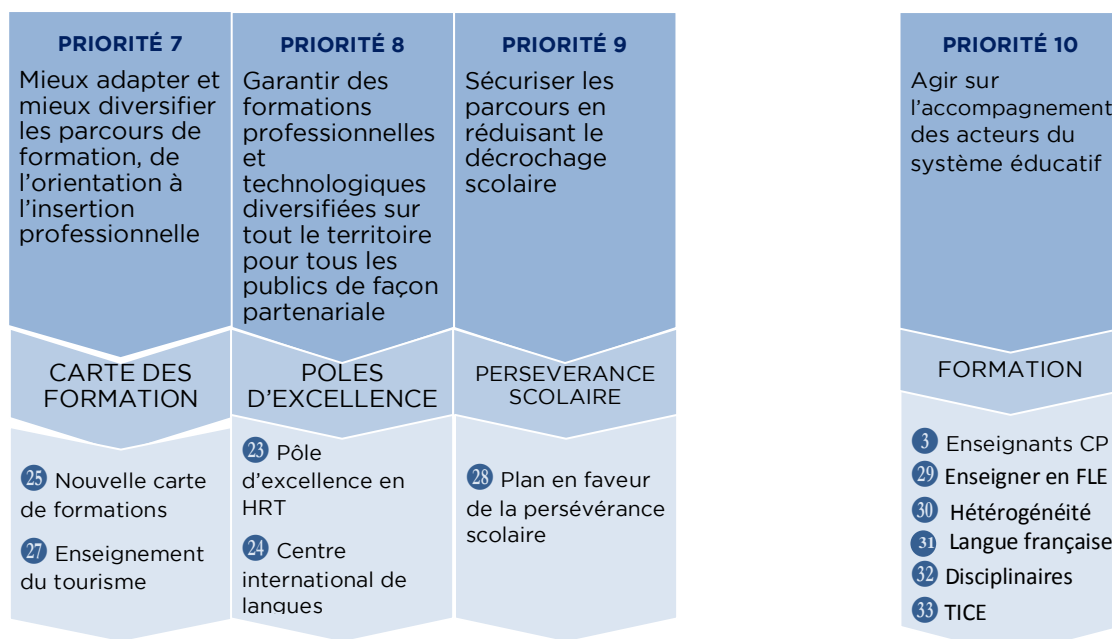 PRIORITÉ 7
Mieux adapter et
mieux diversifier
les parcours de
formation, de
l'orientation à
l'insertion
professionnelle
CARTE DES
FORMATION
25 Nouvelle carte
de formations
27 Enseignement
du tourisme
PRIORITÉ 8
Garantir des
formations
professionnelles
et
technologiques
diversifiées sur
tout le territoire
pour tous les
publics de façon
partenariale
POLES
D'EXCELLENCE
23 Pôle
d'excellence en
HRT
24 Centre
international de
langues
PRIORITÉ 9
Sécuriser les
parcours en
réduisant le
décrochage
scolaire
PERSEVERANCE
SCOLAIRE
28 Plan en faveur
de la persévérance
scolaire
PRIORITÉ 10
Agir sur
l'accompagnement
des acteurs du
système éducatif
FORMATION
3 Enseignants CP
29 Enseigner en FLE
30 Hétérogénéité
31 Langue française
32 Disciplinaires
33 TICE